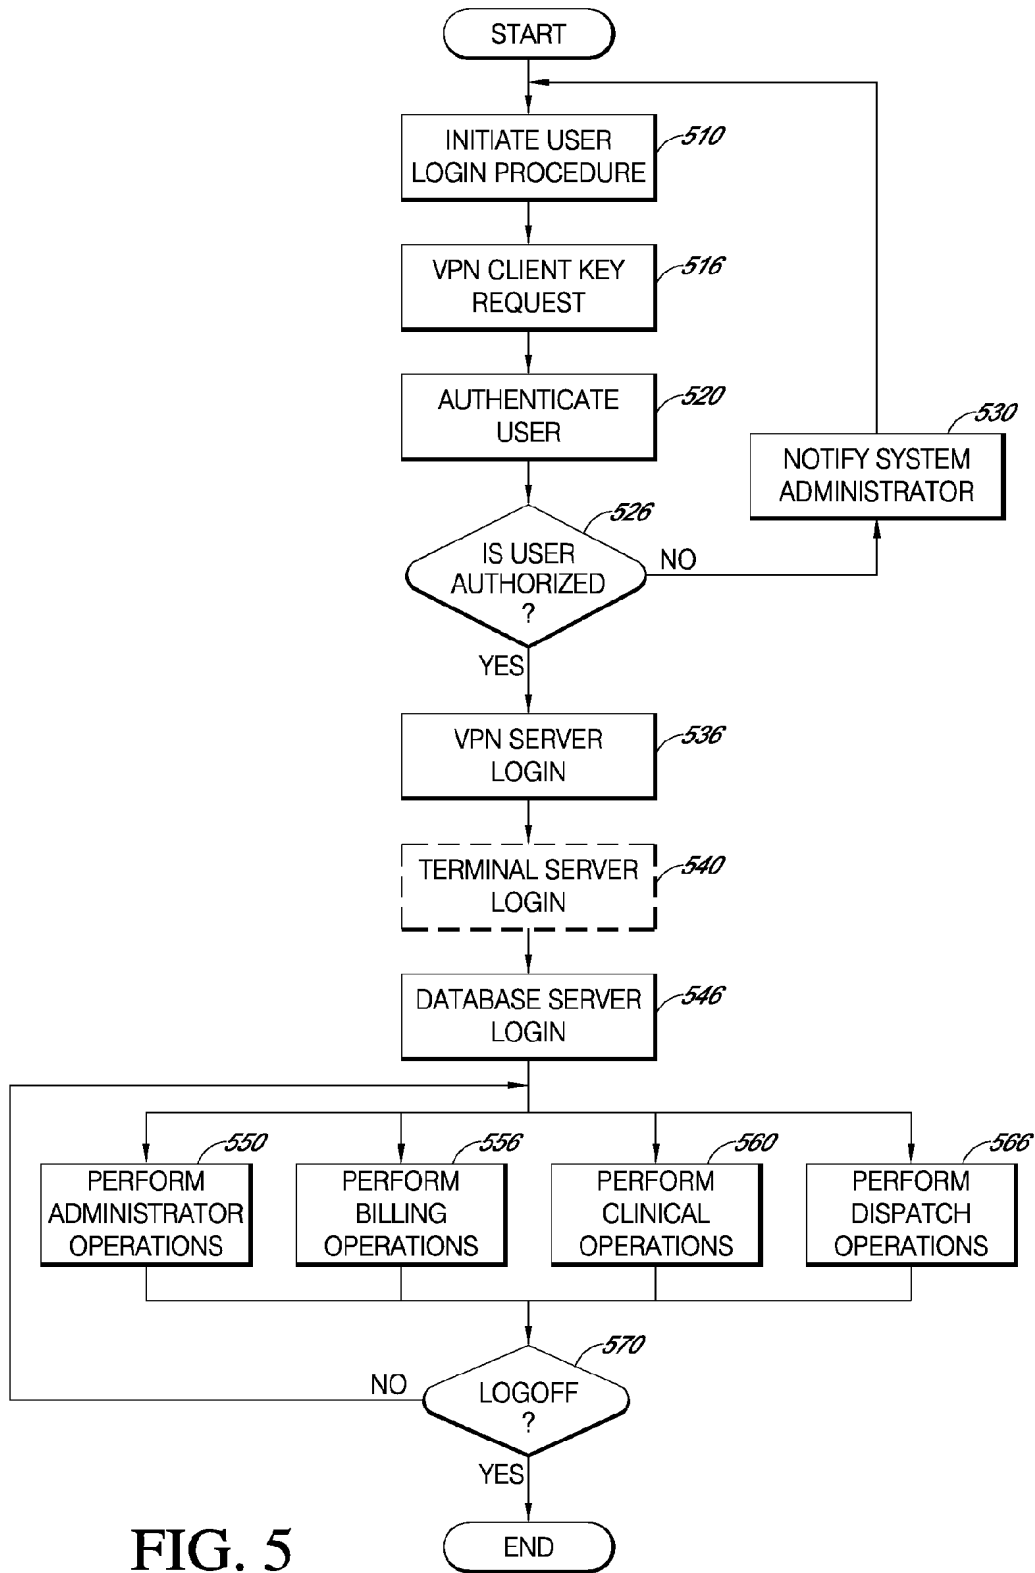 START
INITIATE USER
LOGIN PROCEDURE
510
VPN CLIENT KEY
REQUEST
516
AUTHENTICATE
USER
520
NOTIFY SYSTEM
ADMINISTRATOR
530
IS USER
AUTHORIZED
?
526
NO
YES
VPN SERVER
LOGIN
536
TERMINAL SERVER
LOGIN
540
DATABASE SERVER
LOGIN
546
PERFORM
ADMINISTRATOR
OPERATIONS
550
PERFORM
BILLING
OPERATIONS
556
PERFORM
CLINICAL
OPERATIONS
560
PERFORM
DISPATCH
OPERATIONS
566
LOGOFF
?
570
NO
YES
END
FIG. 5